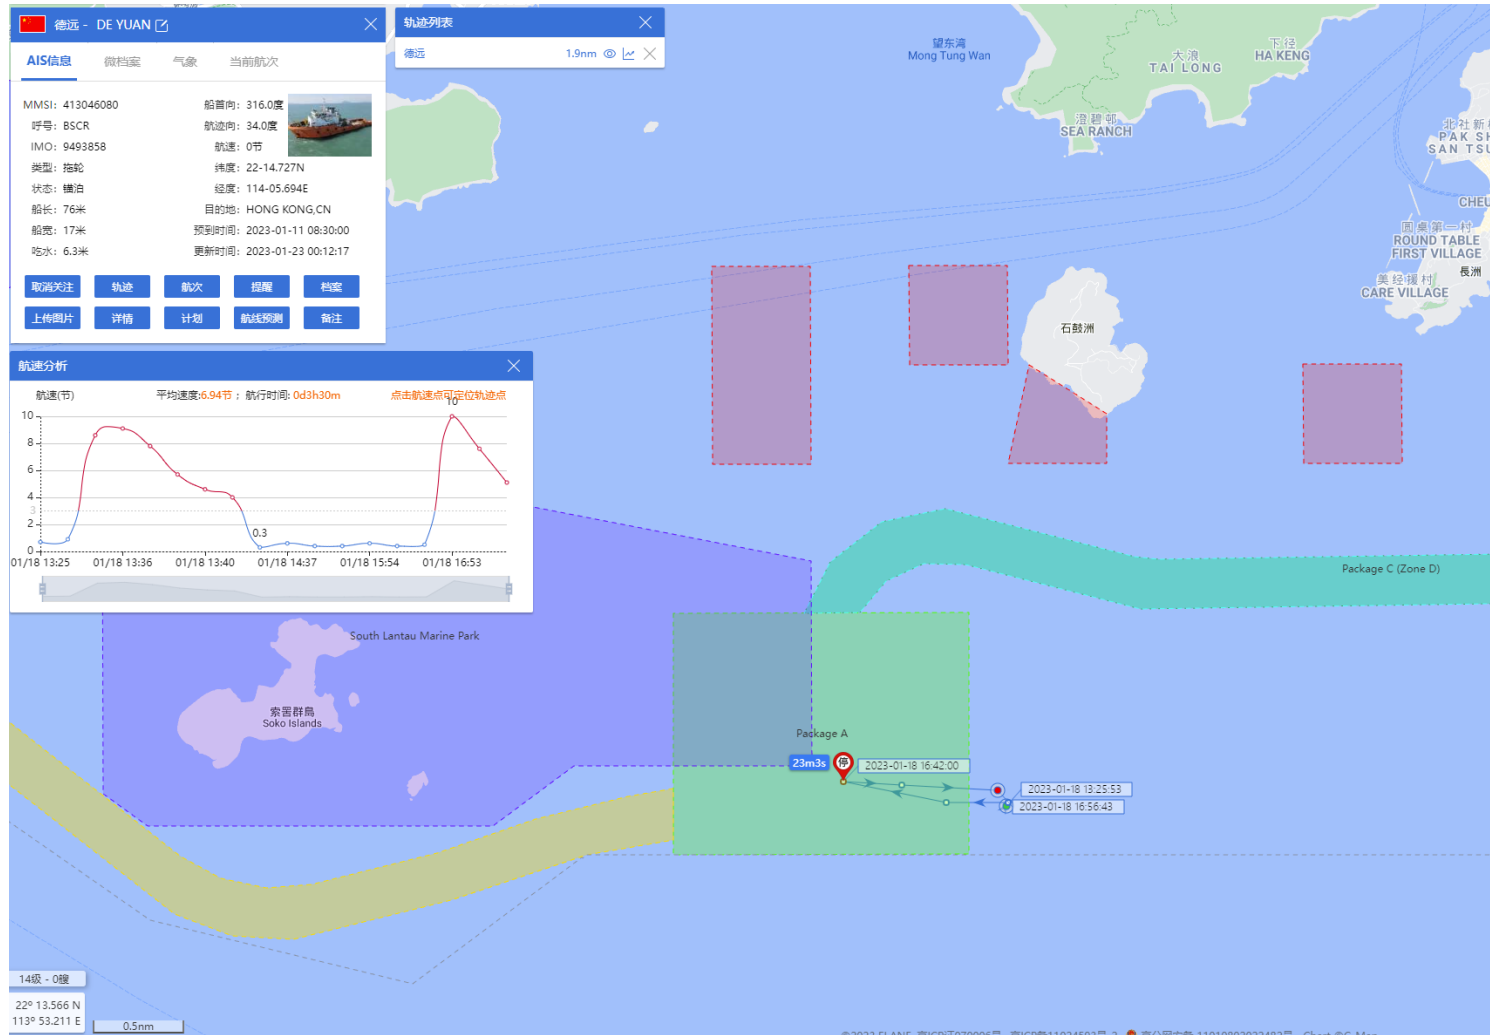 德远 - DE YUAN
AIS信息 微档案 气象 当前航次
MMSI: 413046080 船首向: 316.0度
呼号: BSCR 航迹向: 34.0度
IMO: 9493858 航速: 0节
类型: 拖轮 纬度: 22-14.727N
状态: 锚泊 经度: 114-05.694E
船长: 76米 目的地: HONG KONG,CN
船宽: 17米 预到时间: 2023-01-11 08:30:00
吃水: 6.3米 更新时间: 2023-01-23 00:12:17
取消关注 轨迹 航次 提醒 档案
上传图片 详情 计划 航线预测 备注
轨迹列表
德远 1.9nm
航速分析
航速(节) 平均速度:6.94节 ; 航行时间: 0d3h30m 点击航速点可定位轨迹点
10
10
8
6
4
3
2
0
0.3
01/18 13:25 01/18 13:36 01/18 13:40 01/18 14:37 01/18 15:54 01/18 16:53
望东湾
Mong Tung Wan
大浪
TAI LONG
下径
HA KENG
澄碧邨
SEA RANCH
北社新
PAK SH
SAN TSU
CHEU
圆桌第一村
ROUND TABLE
FIRST VILLAGE
長洲
美经援村
CARE VILLAGE
石鼓洲
Package C (Zone D)
South Lantau Marine Park
索罟群島
Soko Islands
Package A
23m3s
停
2023-01-18 16:42:00
2023-01-18 13:25:53
2023-01-18 16:56:43
14级 - 0艘
22º 13.566 N
113º 53.211 E
0.5nm